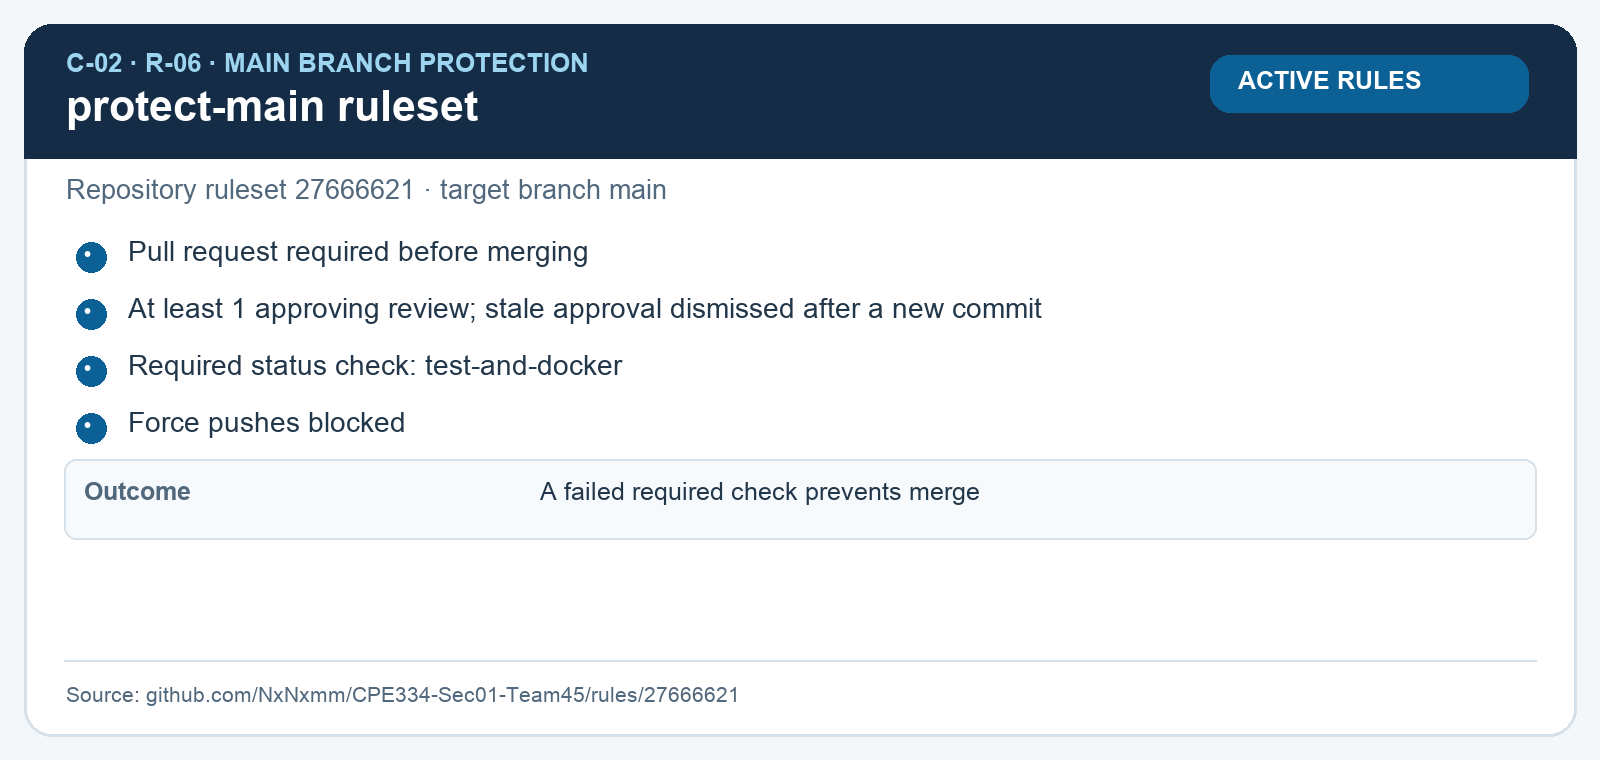 C-02 · R-06 · MAIN BRANCH PROTECTION
protect-main ruleset
ACTIVE RULES
Repository ruleset 27666621 · target branch main
Pull request required before merging
At least 1 approving review; stale approval dismissed after a new commit
Required status check: test-and-docker
Force pushes blocked
Outcome A failed required check prevents merge
Source: github.com/NxNxmm/CPE334-Sec01-Team45/rules/27666621